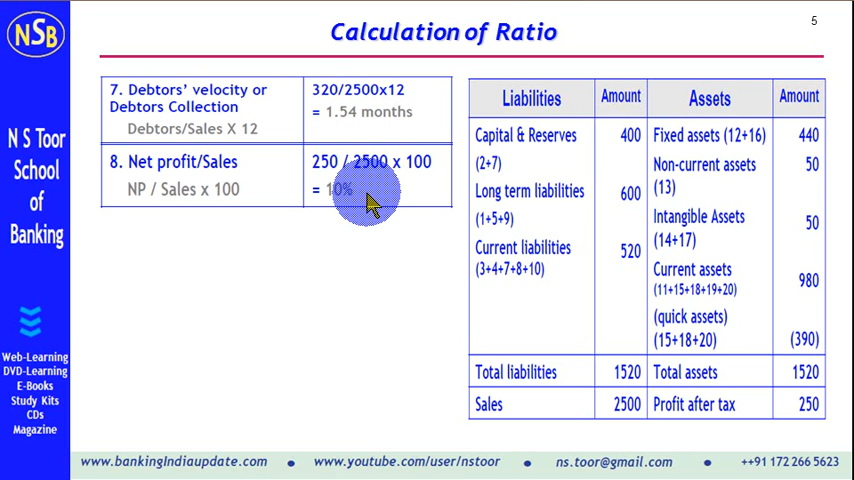 NSB
Calculation of Ratio
5
N S Toor
School
of
Banking
Web-Learning
DVD-Learning
E-Books
Study Kits
CDs
Magazine
7. Debtors' velocity or
Debtors Collection
Debtors/Sales X 12
320/2500x12
= 1.54 months
8. Net profit/Sales
NP / Sales x 100
250 / 2500 x 100
= 10%
Liabilities Amount Assets Amount
Capital & Reserves 400 Fixed assets (12+16) 440
(2+7) Non-current assets 50
(13)
Long term liabilities 600
(1+5+9) Intangible Assets 50
(14+17)
Current liabilities 520
(3+4+7+8+10) Current assets 980
(11+15+18+19+20)
(quick assets)
(15+18+20) (390)
Total liabilities 1520 Total assets 1520
Sales 2500 Profit after tax 250
www.bankingIndiaupdate.com ● www.youtube.com/user/nstoor ● ns.toor@gmail.com ● ++91 172 266 5623